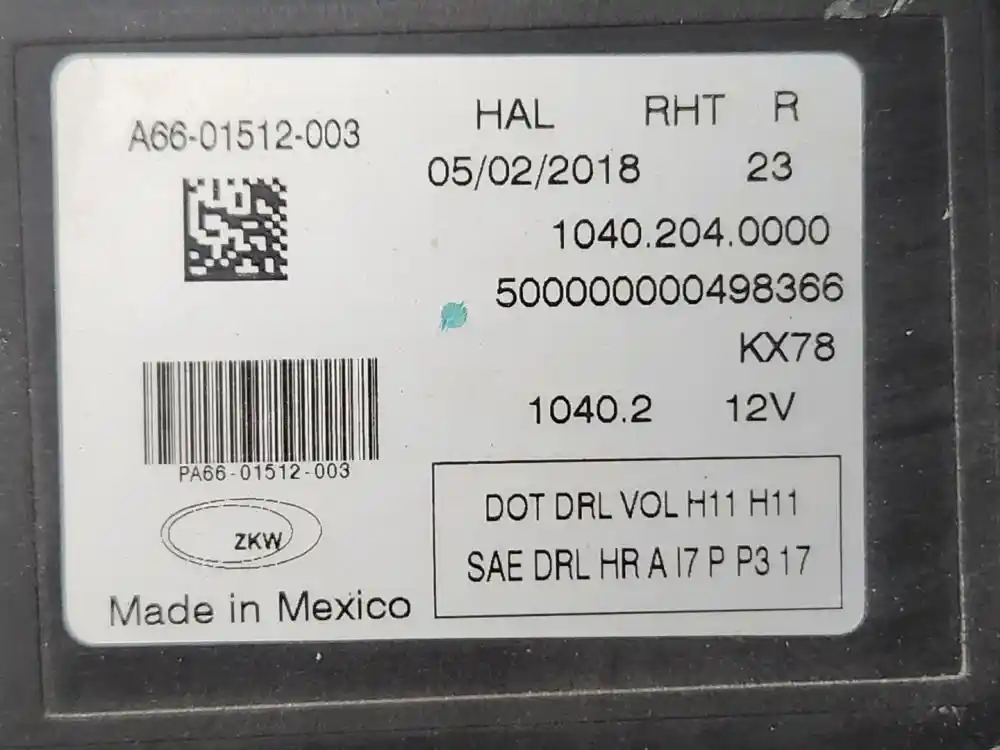 A66-01512-003
HAL RHT R
05/02/2018 23
1040.204.0000
500000000498366
KX78
1040.2 12V
PA66-01512-003
ZKW
Made in Mexico
DOT DRL VOL H11 H11
SAE DRL HR A I7 P P3 17